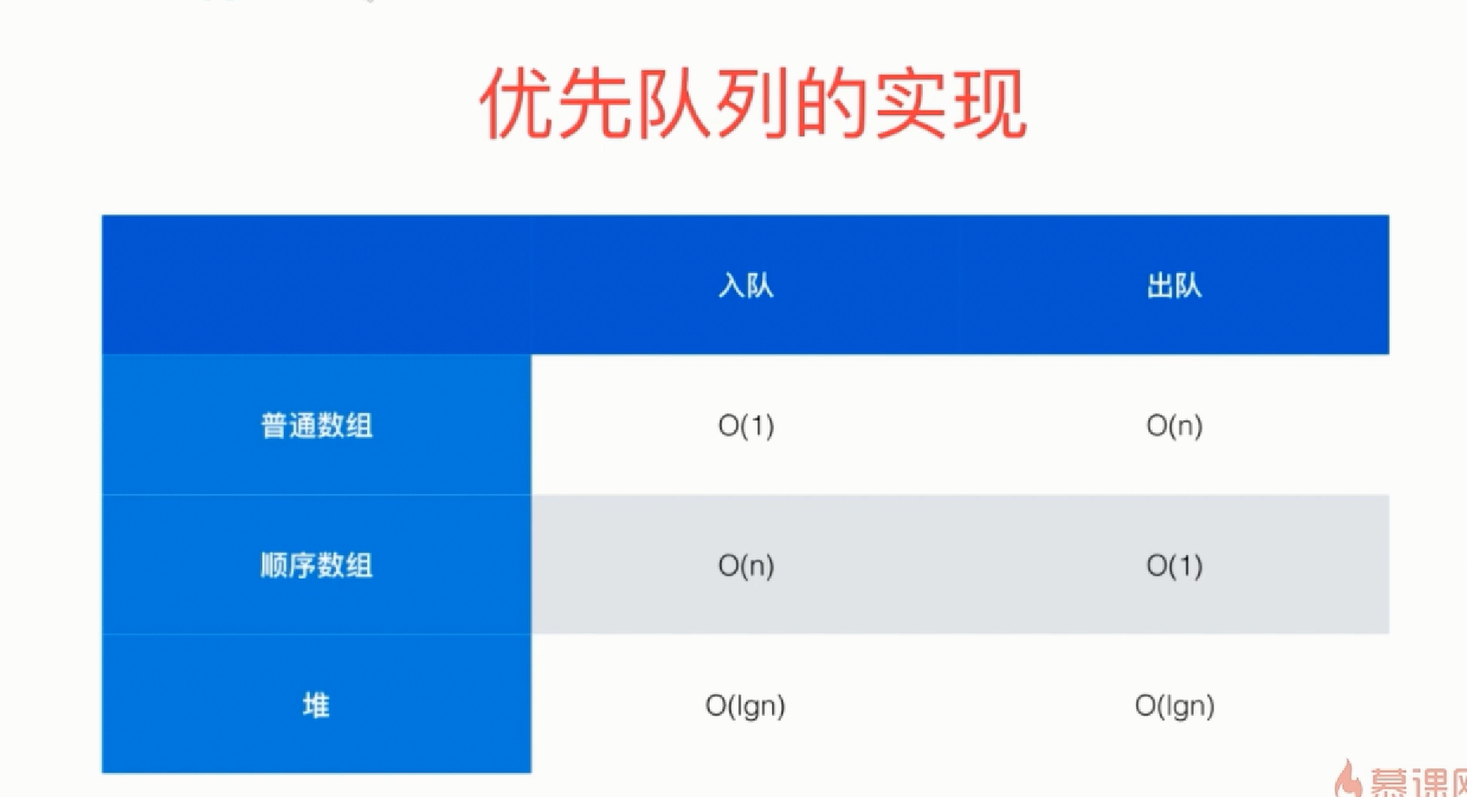 优先队列的实现
入队 出队
普通数组 O(1) O(n)
顺序数组 O(n) O(1)
堆 O(lgn) O(lgn)
慕课网